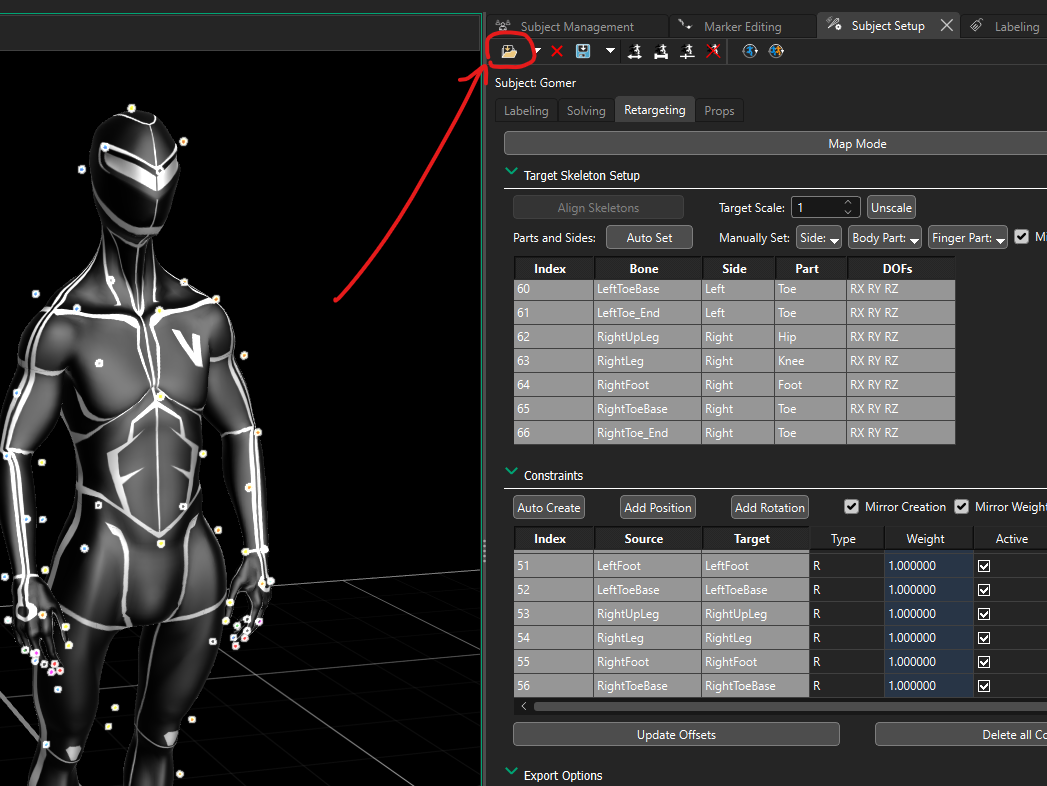 Subject Management Marker Editing Subject Setup Labeling
Subject: Gomer
Labeling Solving Retargeting Props
Map Mode
Target Skeleton Setup
Align Skeletons Target Scale: 1 Unscale
Parts and Sides: Auto Set Manually Set: Side: Body Part: Finger Part: Mi
Index Bone Side Part DOFs
60 LeftToeBase Left Toe RX RY RZ
61 LeftToe_End Left Toe RX RY RZ
62 RightUpLeg Right Hip RX RY RZ
63 RightLeg Right Knee RX RY RZ
64 RightFoot Right Foot RX RY RZ
65 RightToeBase Right Toe RX RY RZ
66 RightToe_End Right Toe RX RY RZ
Constraints
Auto Create Add Position Add Rotation Mirror Creation Mirror Weight
Index Source Target Type Weight Active
51 LeftFoot LeftFoot R 1.000000
52 LeftToeBase LeftToeBase R 1.000000
53 RightUpLeg RightUpLeg R 1.000000
54 RightLeg RightLeg R 1.000000
55 RightFoot RightFoot R 1.000000
56 RightToeBase RightToeBase R 1.000000
Update Offsets Delete all Co
Export Options
V